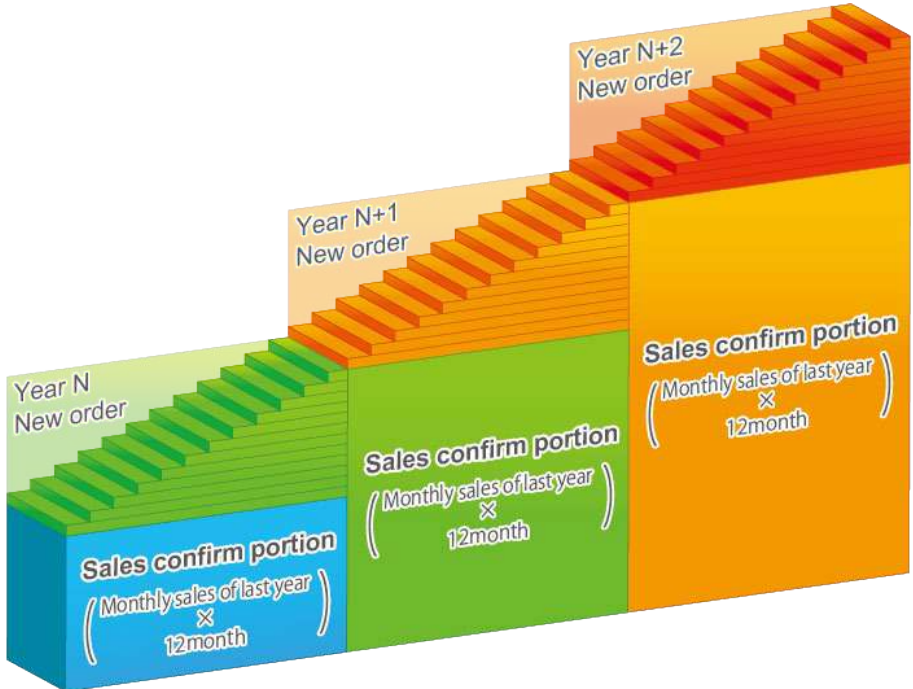 Year N+2
New order
Year N+1
New order
Year N
New order
Sales confirm portion
(Monthly sales of last year
×
12month)
Sales confirm portion
(Monthly sales of last year
×
12month)
Sales confirm portion
(Monthly sales of last year
×
12month)